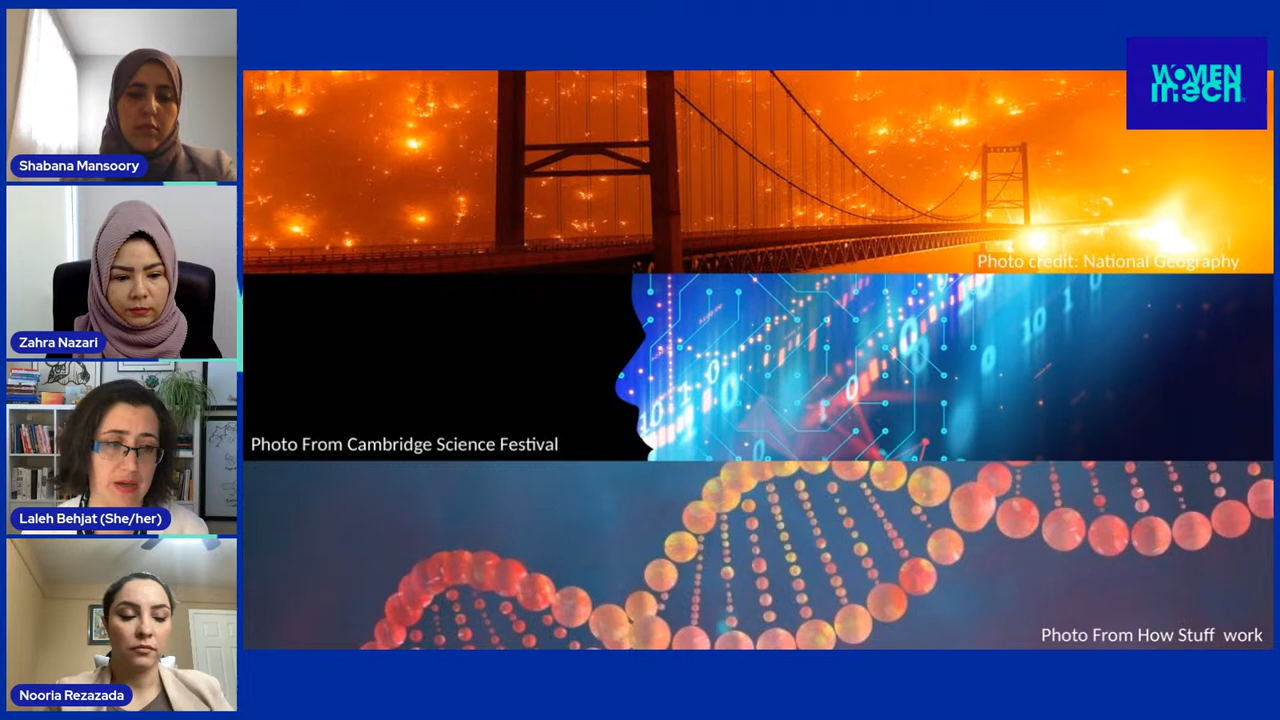 Shabana Mansoory
Zahra Nazari
Laleh Behjat (She/her)
Nooria Rezazada
WOMEN
in tech
Photo credit: National Geography
Photo From Cambridge Science Festival
Photo From How Stuff work